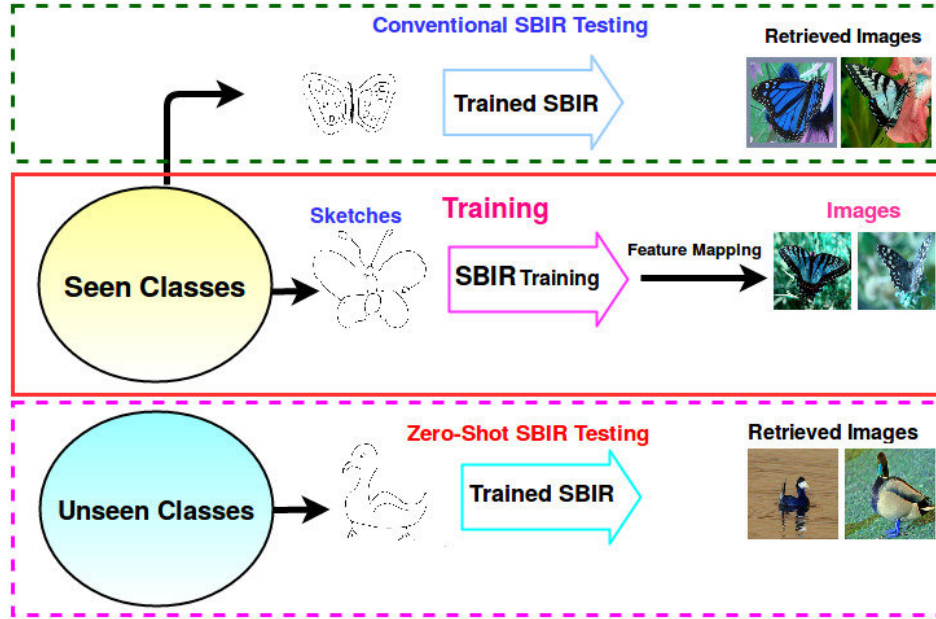 Conventional SBIR Testing
Retrieved Images
Trained SBIR
Sketches
Training
Images
Seen Classes
SBIR Training
Feature Mapping
Zero-Shot SBIR Testing
Retrieved Images
Unseen Classes
Trained SBIR